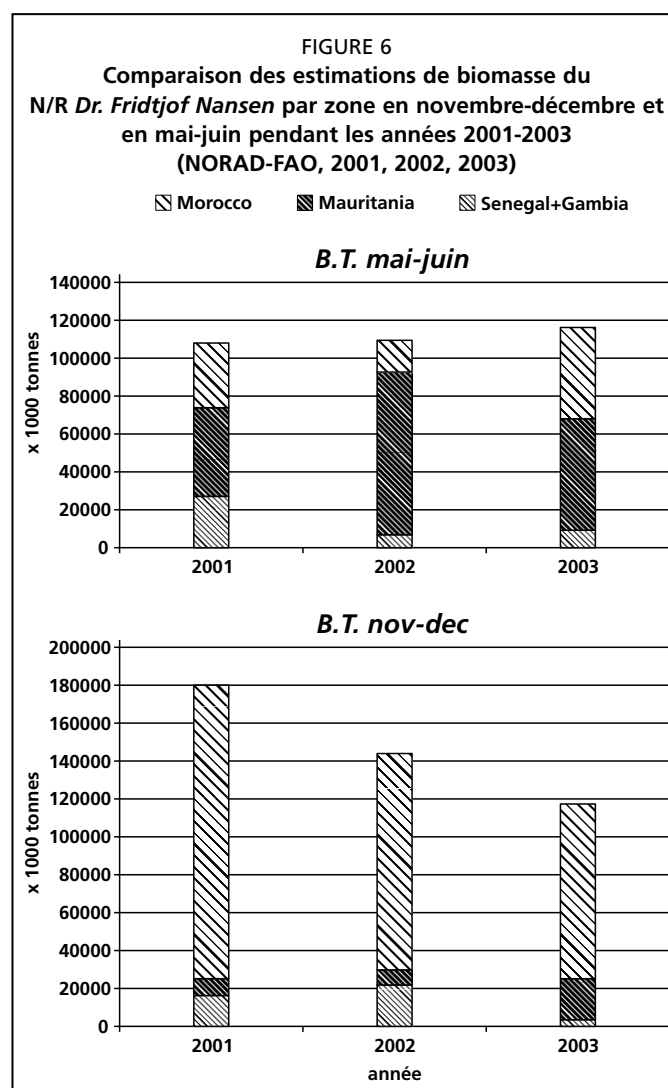 FIGURE 6
Comparaison des estimations de biomasse du
N/R Dr. Fridtjof Nansen par zone en novembre-décembre et
en mai-juin pendant les années 2001-2003
(NORAD-FAO, 2001, 2002, 2003)
Morocco Mauritania Senegal+Gambia
B.T. mai-juin
x 1000 tonnes
140000
120000
100000
80000
60000
40000
20000
0
2001 2002 2003
B.T. nov-dec
x 1000 tonnes
200000
180000
160000
140000
120000
100000
80000
60000
40000
20000
0
2001 2002 2003
année